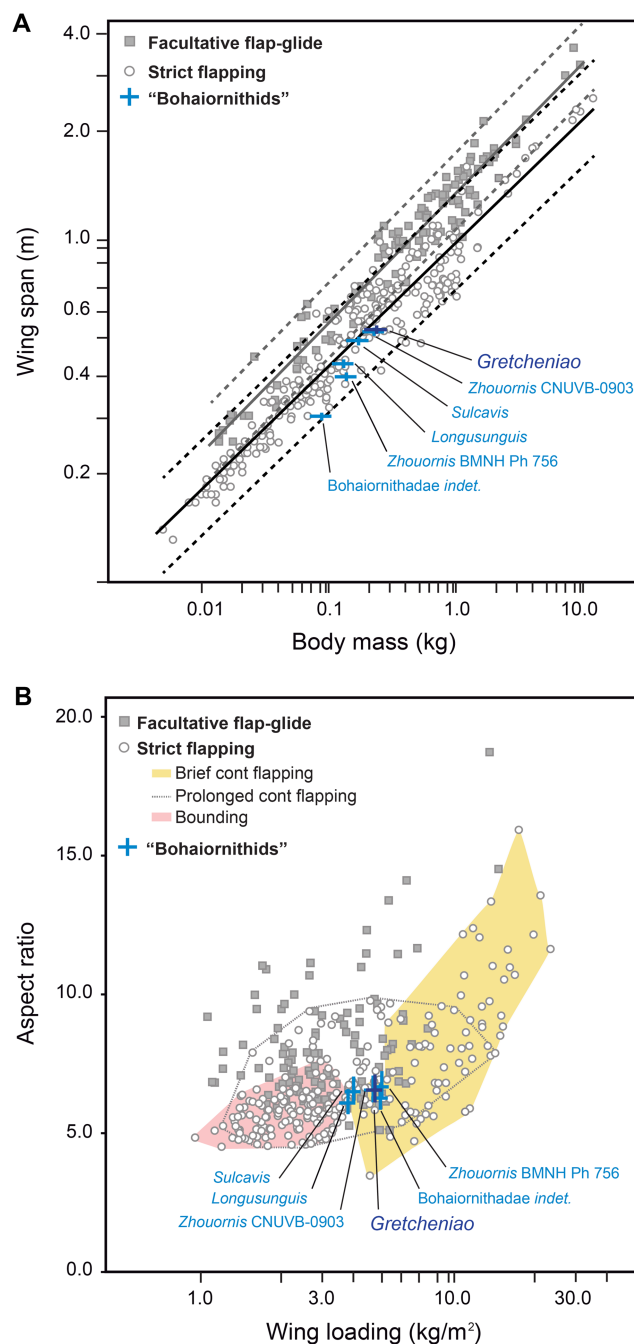 A
4.0
2.0
1.0
0.6
0.4
0.2
Wing span (m)
Facultative flap-glide
Strict flapping
“Bohaiornithids”
Gretcheniao
Zhouornis CNUVB-0903
Sulcavis
Longusunguis
Zhouornis BMNH Ph 756
Bohaiornithadae indet.
0.01 0.1 1.0 10.0
Body mass (kg)
B
20.0
15.0
10.0
5.0
0.0
Aspect ratio
Facultative flap-glide
Strict flapping
Brief cont flapping
Prolonged cont flapping
Bounding
“Bohaiornithids”
Sulcavis
Longusunguis
Zhouornis CNUVB-0903
Gretcheniao
Zhouornis BMNH Ph 756
Bohaiornithadae indet.
1.0 3.0 10.0 30.0
Wing loading (kg/m²)